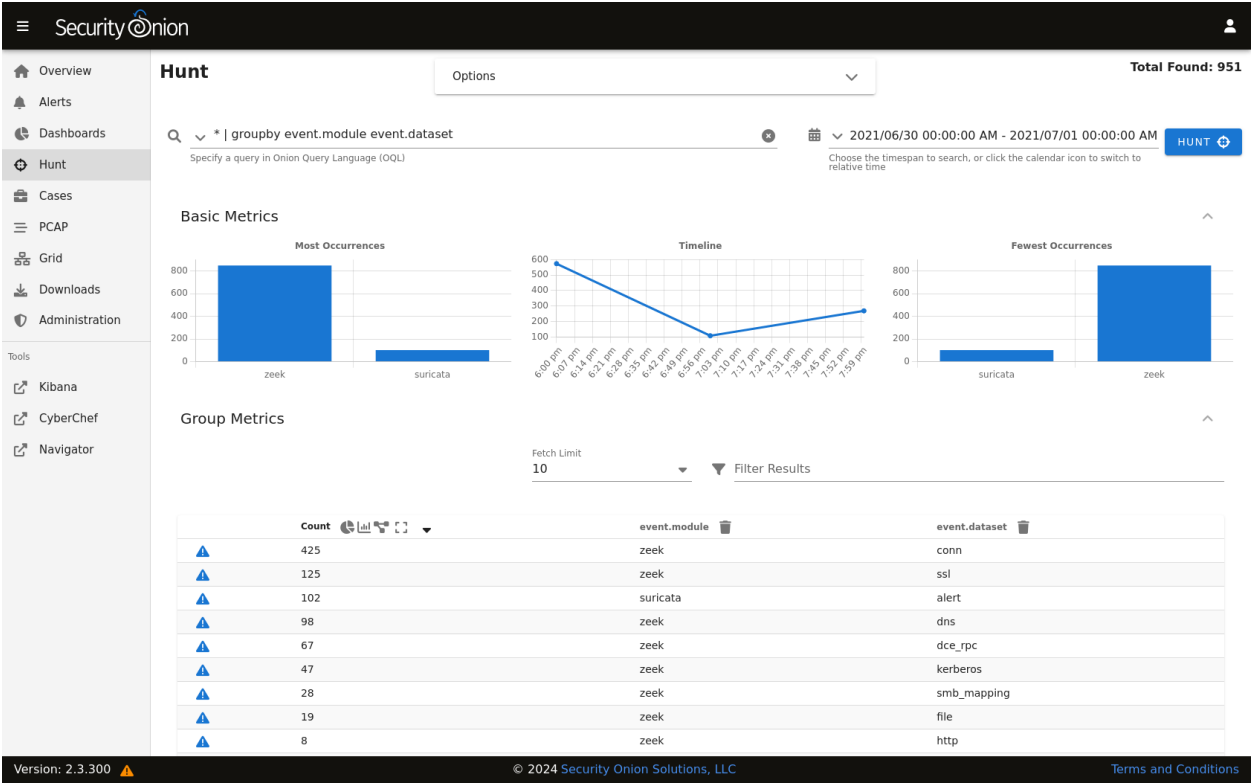 Security Onion
Overview
Alerts
Dashboards
Hunt
Cases
PCAP
Grid
Downloads
Administration
Tools
Kibana
CyberChef
Navigator
Hunt
Options
Total Found: 951
* | groupby event.module event.dataset
Specify a query in Onion Query Language (OQL)
2021/06/30 00:00:00 AM - 2021/07/01 00:00:00 AM
Choose the timespan to search, or click the calendar icon to switch to
relative time
HUNT
Basic Metrics
Most Occurrences
800
600
400
200
0
zeek suricata
Timeline
600
500
400
300
200
100
6:00 pm 6:07 pm 6:14 pm 6:21 pm 6:28 pm 6:35 pm 6:42 pm 6:49 pm 6:56 pm 7:03 pm 7:10 pm 7:17 pm 7:24 pm 7:31 pm 7:38 pm 7:45 pm 7:52 pm 7:59 pm
Fewest Occurrences
800
600
400
200
0
suricata zeek
Group Metrics
Fetch Limit
10
Filter Results
Count event.module event.dataset
425 zeek conn
125 zeek ssl
102 suricata alert
98 zeek dns
67 zeek dce_rpc
47 zeek kerberos
28 zeek smb_mapping
19 zeek file
8 zeek http
Version: 2.3.300
© 2024 Security Onion Solutions, LLC
Terms and Conditions